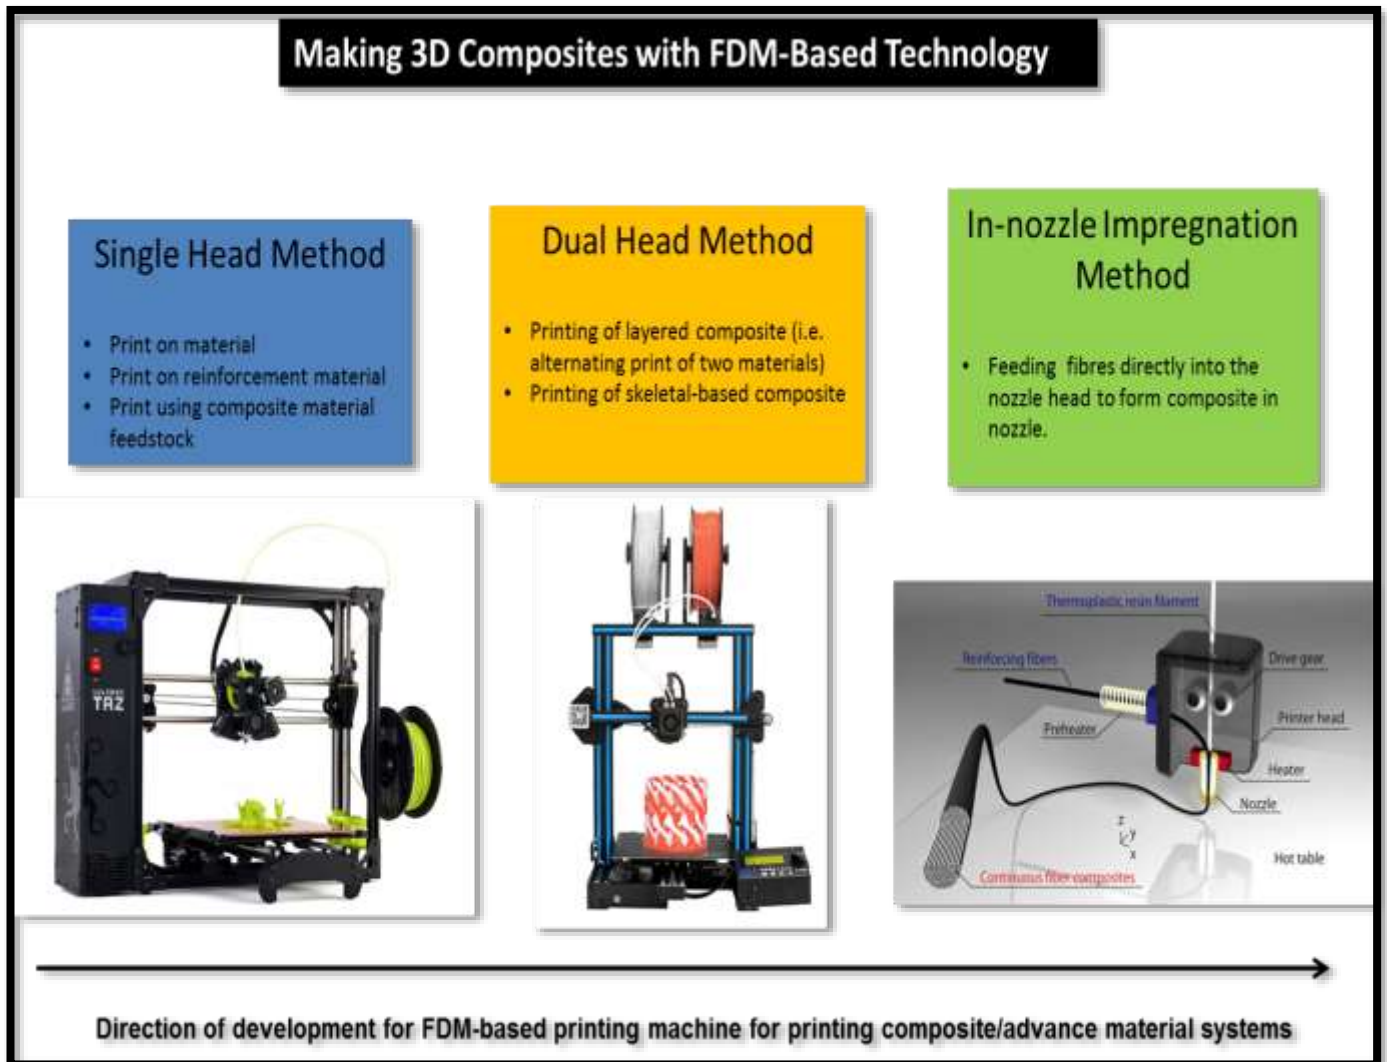 Making 3D Composites with FDM-Based Technology
Single Head Method
• Print on material
• Print on reinforcement material
• Print using composite material
feedstock
Dual Head Method
• Printing of layered composite (i.e.
alternating print of two materials)
• Printing of skeletal-based composite
In-nozzle Impregnation
Method
• Feeding fibres directly into the
nozzle head to form composite in
nozzle.
TAZ
Thermoplastic resin filament
Reinforcing fibers
Drive gear
Preheater
Printer head
Heater
Nozzle
z
y
x
Hot table
Continuous fiber composites
Direction of development for FDM-based printing machine for printing composite/advance material systems